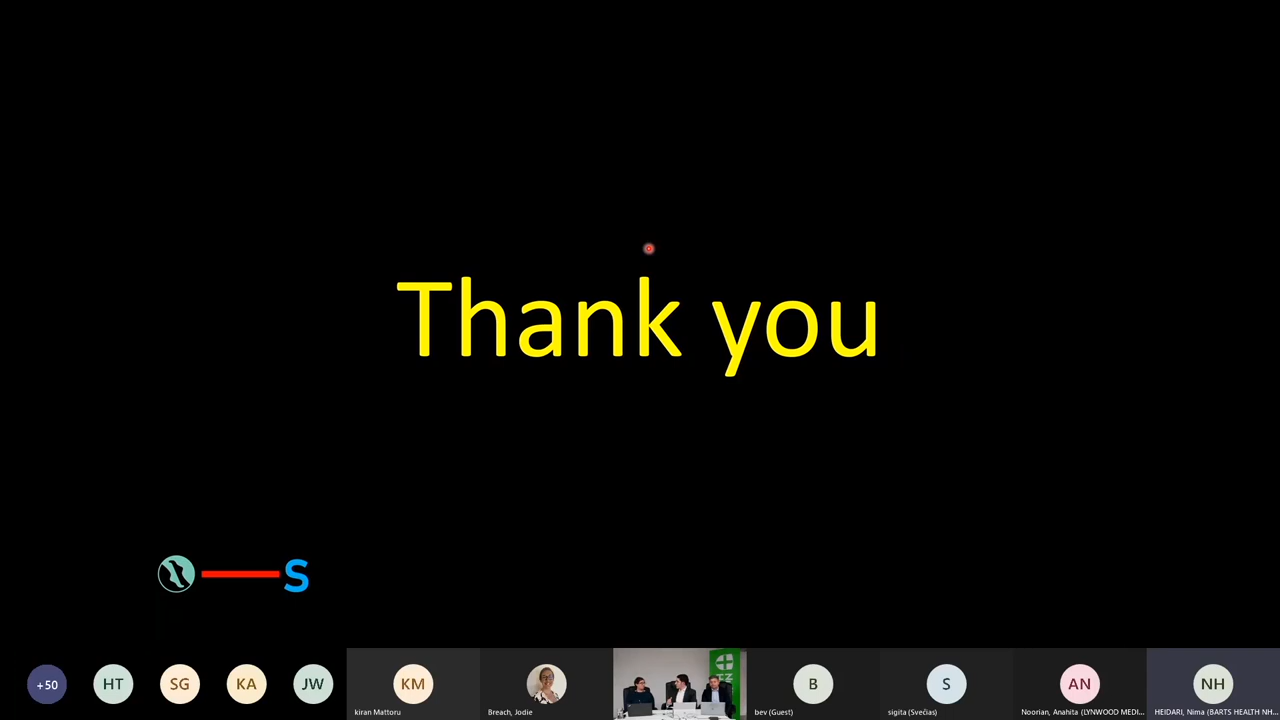 Thank you
S
+50
HT
SG
KA
JW
KM
B
S
AN
NH
kiran Mattoru
Breach, Jodie
bev (Guest)
sigita (Svečias)
Noorian, Anahita (LYNWOOD MEDI...
HEIDARI, Nima (BARTS HEALTH NH...